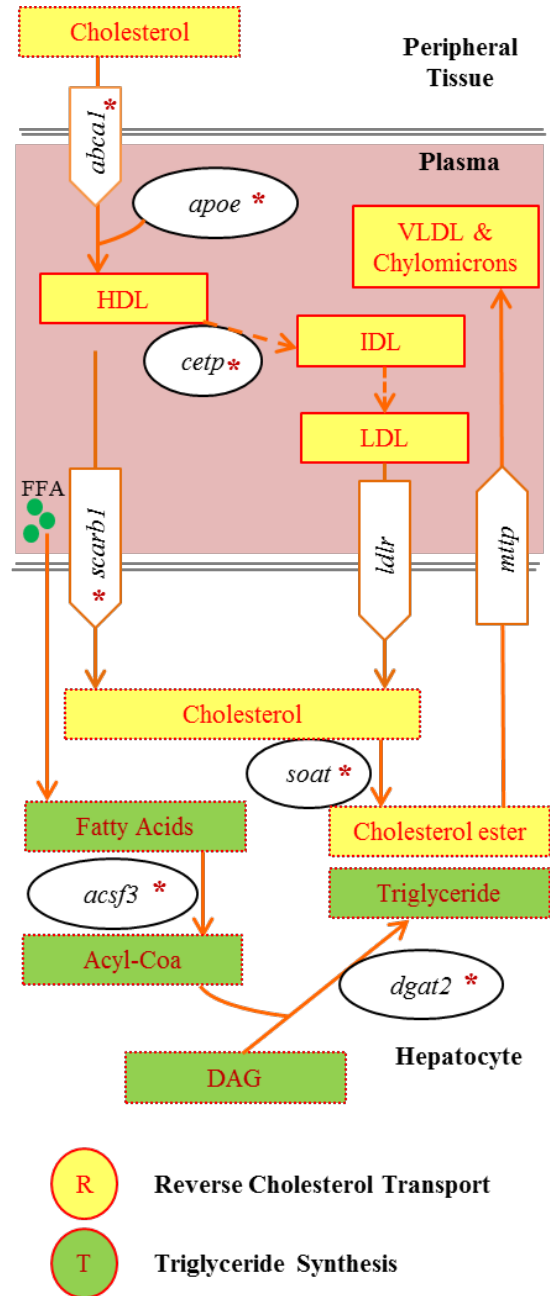 Cholesterol
Peripheral
Tissue
abca1*
Plasma
apoe *
VLDL &
Chylomicrons
HDL
IDL
cetp*
LDL
FFA
* scarb1
ldlr
mttp
Cholesterol
soat *
Fatty Acids
Cholesterol ester
acsf3 *
Triglyceride
Acyl-Coa
dgat2 *
Hepatocyte
DAG
R Reverse Cholesterol Transport
T Triglyceride Synthesis